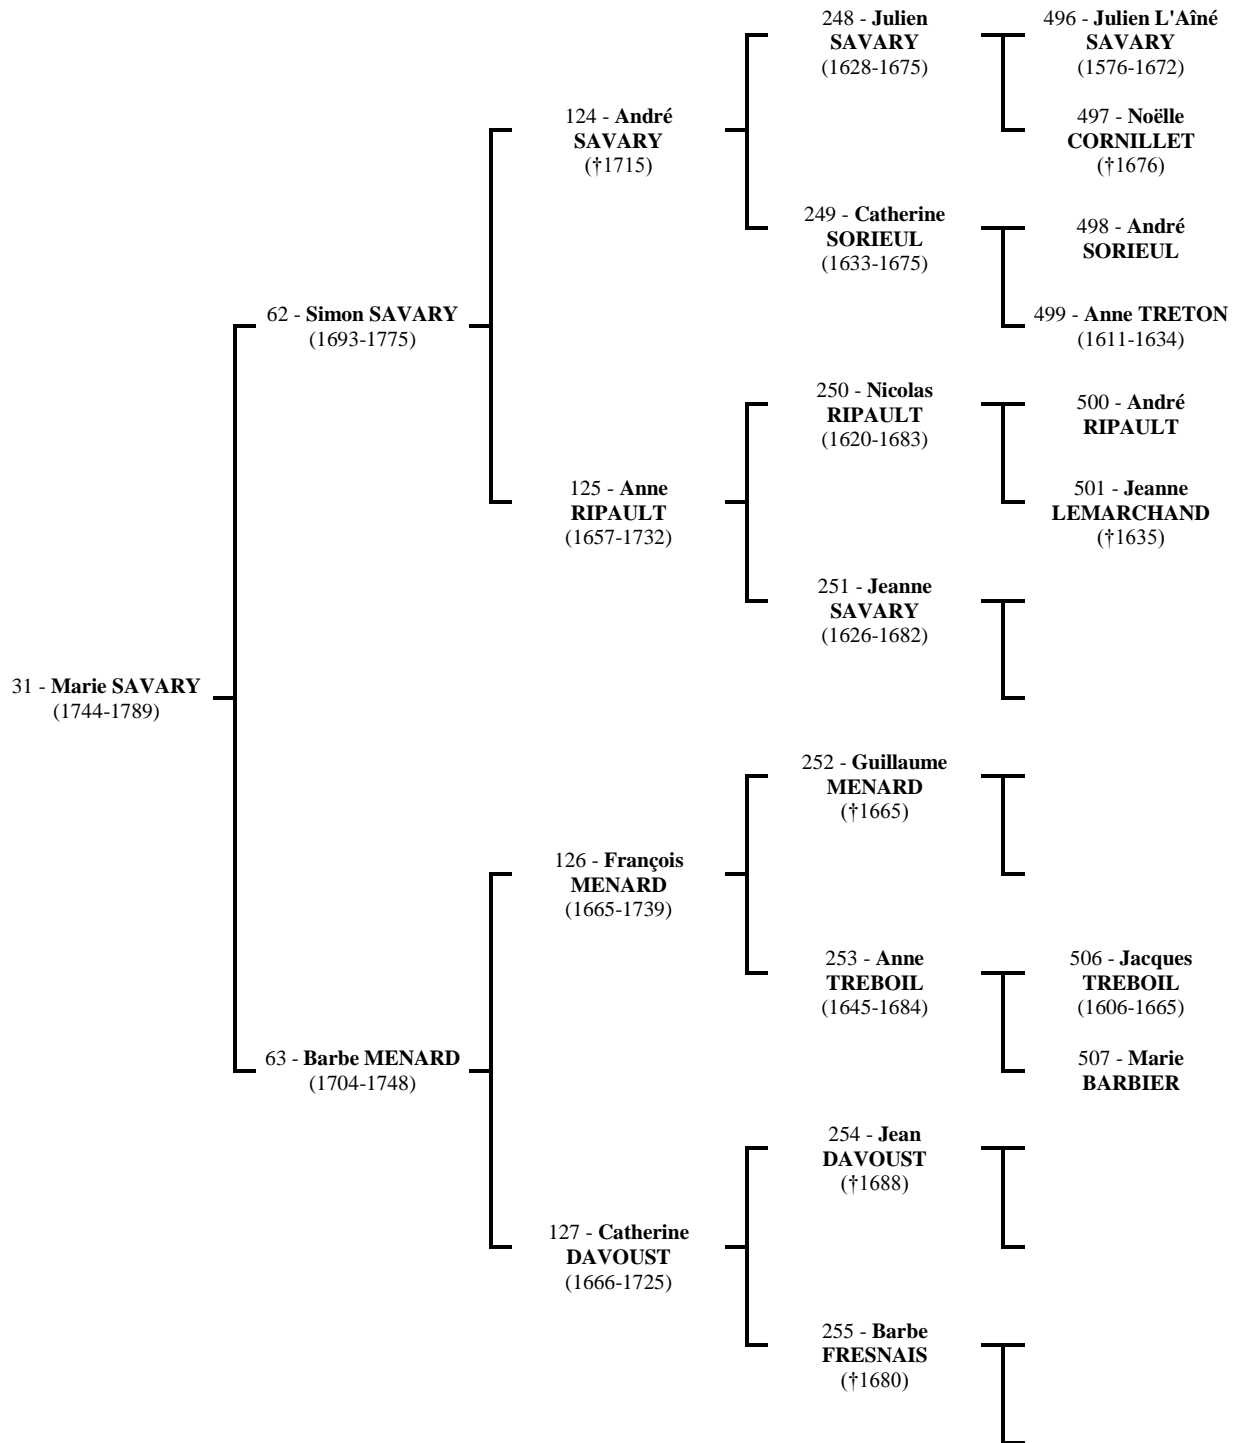 248 - Julien
SAVARY
(1628-1675)
496 - Julien L'Aîné
SAVARY
(1576-1672)
124 - André
SAVARY
(†1715)
497 - Noëlle
CORNILLET
(†1676)
249 - Catherine
SORIEUL
(1633-1675)
498 - André
SORIEUL
62 - Simon SAVARY
(1693-1775)
499 - Anne TRETON
(1611-1634)
250 - Nicolas
RIPAULT
(1620-1683)
500 - André
RIPAULT
125 - Anne
RIPAULT
(1657-1732)
501 - Jeanne
LEMARCHAND
(†1635)
251 - Jeanne
SAVARY
(1626-1682)
31 - Marie SAVARY
(1744-1789)
252 - Guillaume
MENARD
(†1665)
126 - François
MENARD
(1665-1739)
253 - Anne
TREBOIL
(1645-1684)
506 - Jacques
TREBOIL
(1606-1665)
63 - Barbe MENARD
(1704-1748)
507 - Marie
BARBIER
254 - Jean
DAVOUST
(†1688)
127 - Catherine
DAVOUST
(1666-1725)
255 - Barbe
FRESNAIS
(†1680)